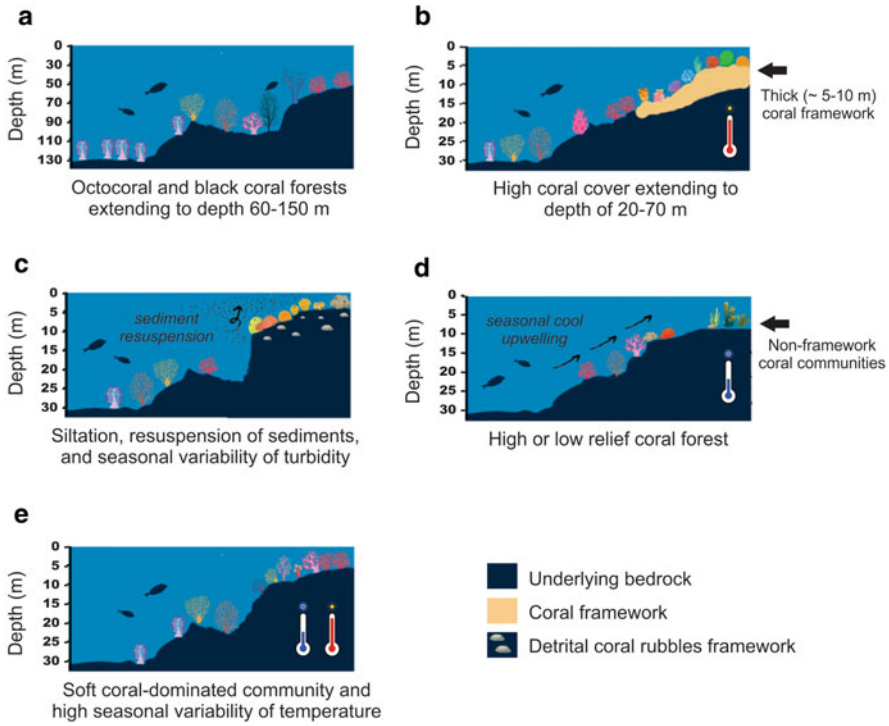 a
Depth (m)
0
30
50
70
90
110
130
Octocoral and black coral forests
extending to depth 60-150 m
b
Depth (m)
0
5
10
15
20
25
30
Thick (~ 5-10 m)
coral framework
High coral cover extending to
depth of 20-70 m
c
Depth (m)
0
5
10
15
20
25
30
sediment
resuspension
Siltation, resuspension of sediments,
and seasonal variability of turbidity
d
Depth (m)
0
5
10
15
20
25
30
seasonal cool
upwelling
Non-framework
coral communities
High or low relief coral forest
e
Depth (m)
0
5
10
15
20
25
30
Soft coral-dominated community and
high seasonal variability of temperature
Underlying bedrock
Coral framework
Detrital coral rubbles framework